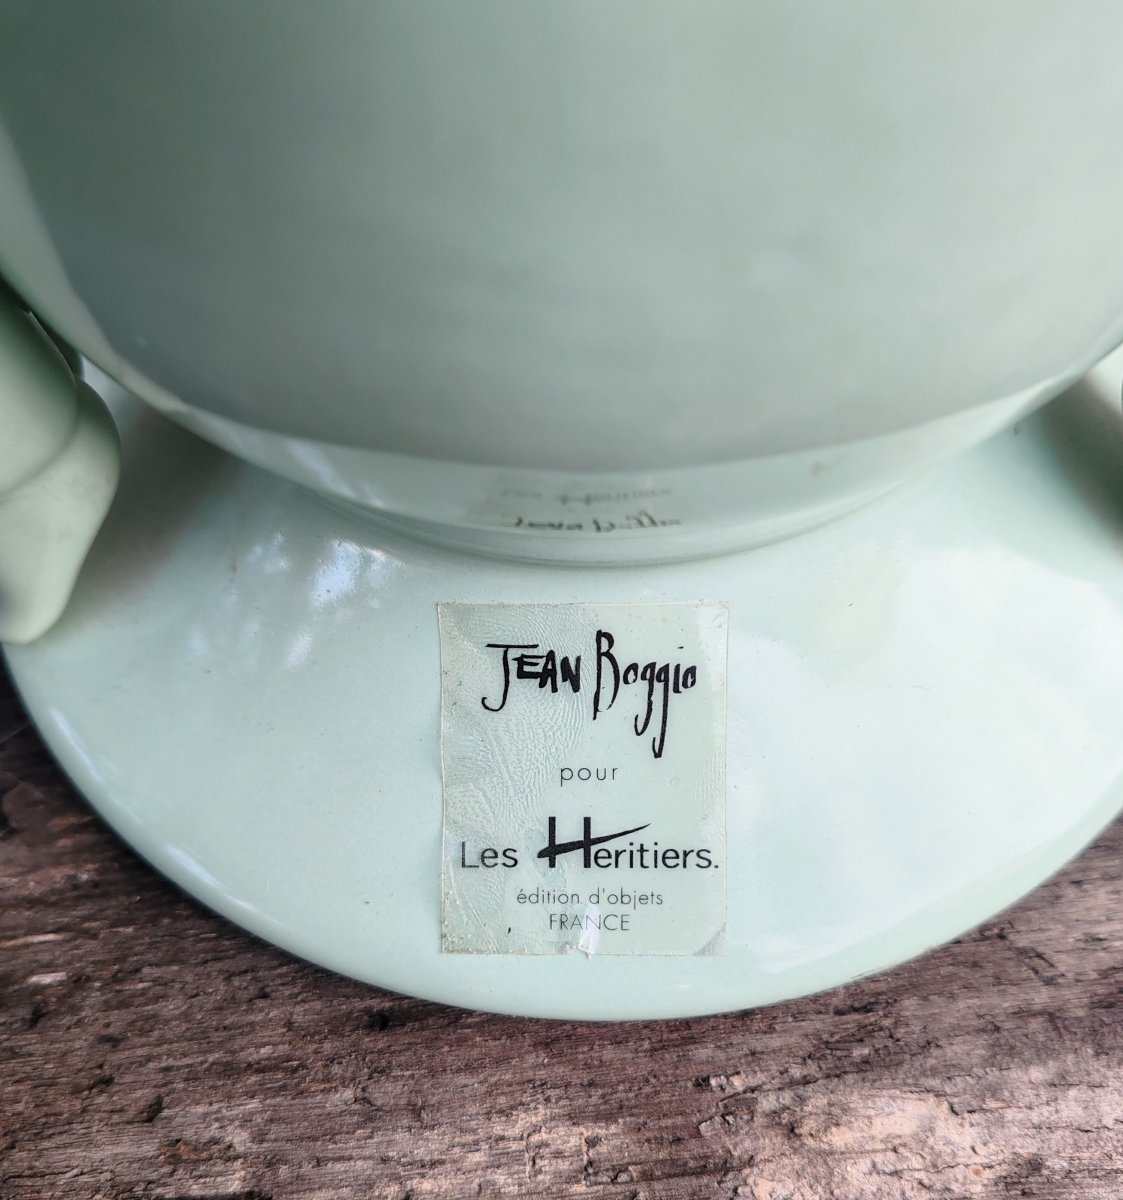 JEAN Boggio
pour
Les Heritiers.
édition d'objets
FRANCE